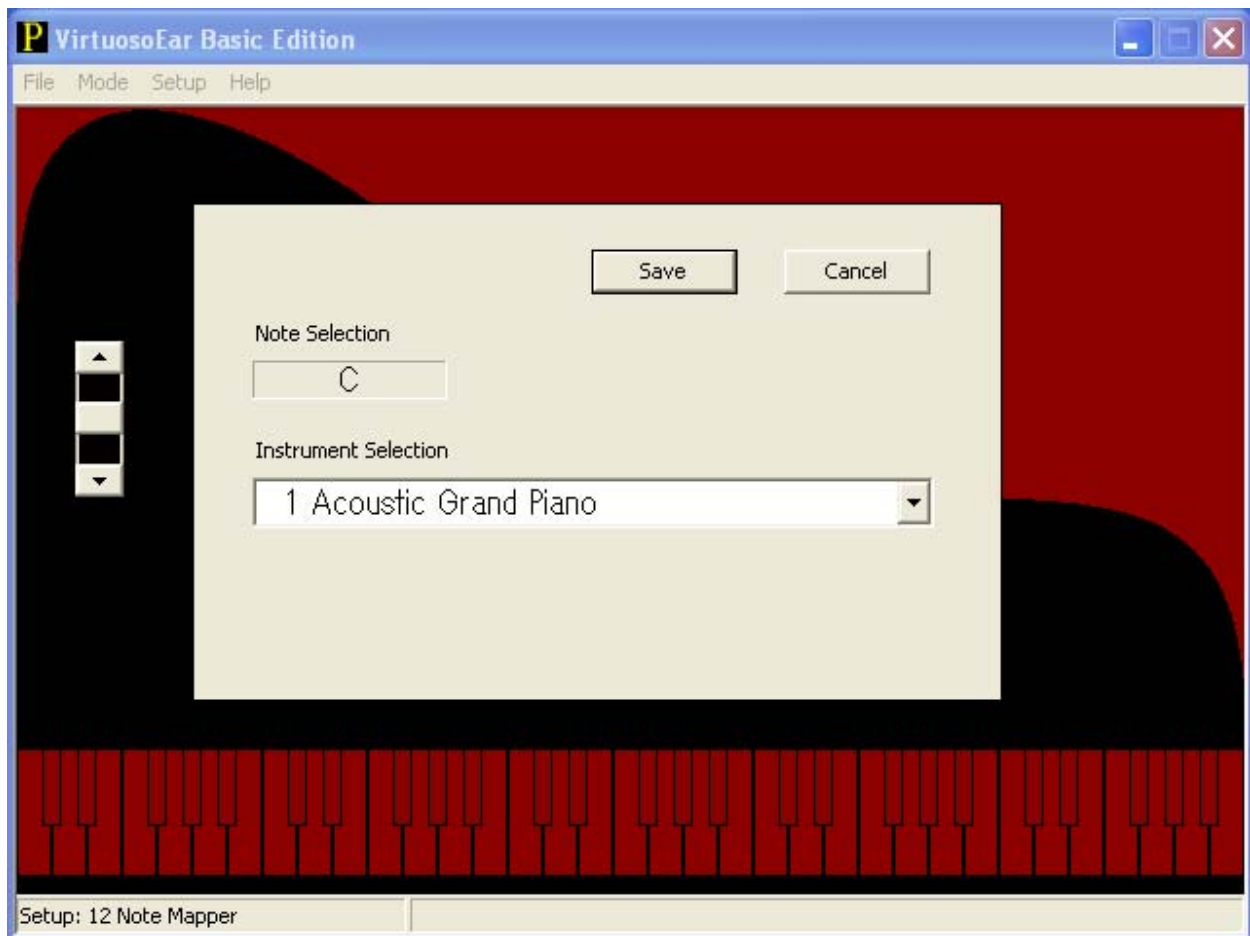 P VirtuosoEar Basic Edition
File Mode Setup Help
Save Cancel
Note Selection
C
Instrument Selection
1 Acoustic Grand Piano
Setup: 12 Note Mapper